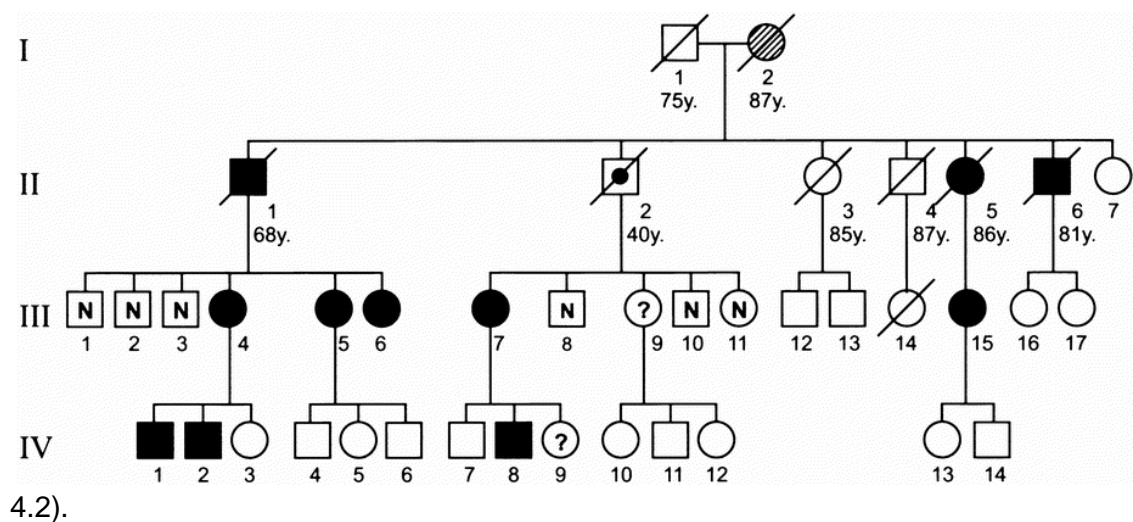 I
1 2
75y. 87y.
II
1 2 3 4 5 6 7
68y. 40y. 85y. 87y. 86y. 81y.
N N N N ? N N
III
1 2 3 4 5 6 7 8 9 10 11 12 13 14 15 16 17
?
IV
1 2 3 4 5 6 7 8 9 10 11 12 13 14
4.2).